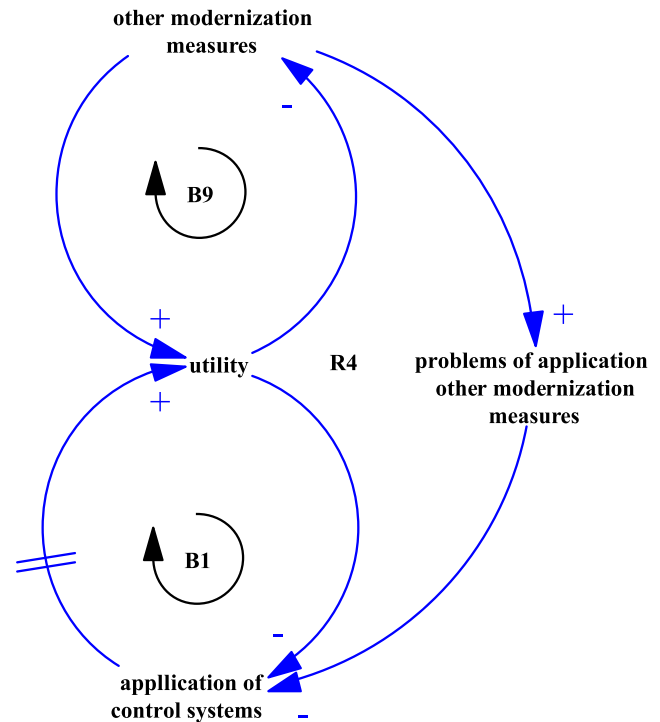 other modernization
measures
-
B9
+
+
utility
R4
problems of application
other modernization
measures
+
B1
-
appllication of
control systems
-